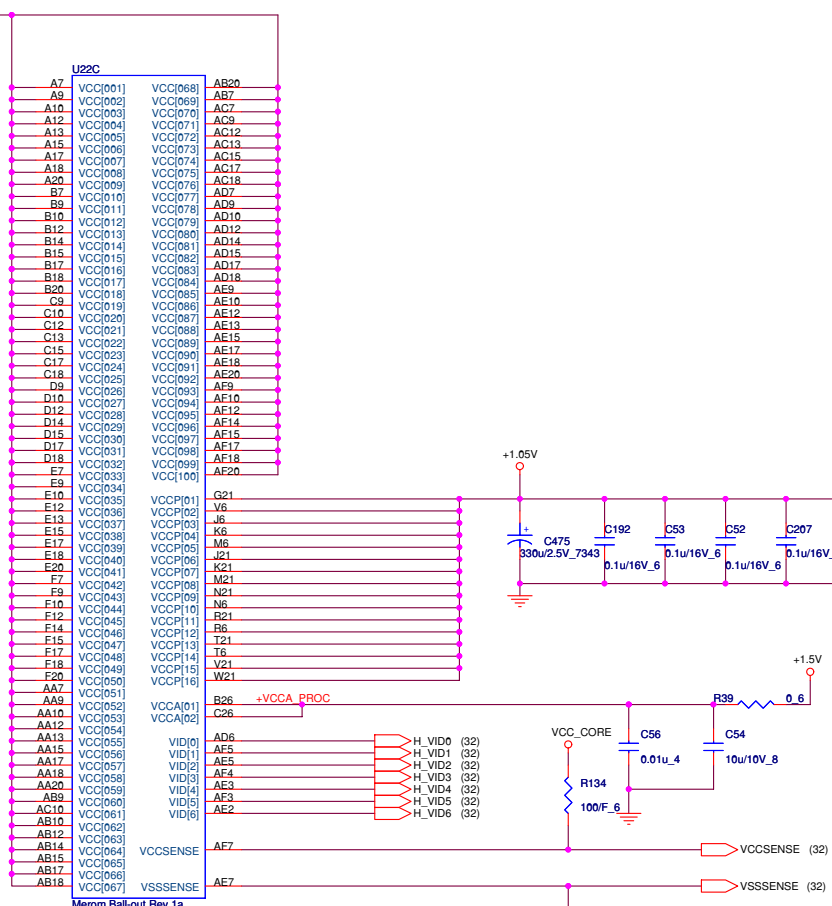 U22C
A7 VCC[001] VCC[068] AB20
A9 VCC[002] VCC[069] AB7
A10 VCC[003] VCC[070] AC7
A12 VCC[004] VCC[071] AC9
A13 VCC[005] VCC[072] AC12
A15 VCC[006] VCC[073] AC13
A17 VCC[007] VCC[074] AC15
A18 VCC[008] VCC[075] AC17
A20 VCC[009] VCC[076] AC18
B7 VCC[010] VCC[077] AD7
B9 VCC[011] VCC[078] AD9
B10 VCC[012] VCC[079] AD10
B12 VCC[013] VCC[080] AD12
B14 VCC[014] VCC[081] AD14
B15 VCC[015] VCC[082] AD15
B17 VCC[016] VCC[083] AD17
B18 VCC[017] VCC[084] AD18
B20 VCC[018] VCC[085] AE9
C9 VCC[019] VCC[086] AE10
C10 VCC[020] VCC[087] AE12
C12 VCC[021] VCC[088] AE13
C13 VCC[022] VCC[089] AE15
C15 VCC[023] VCC[090] AE17
C17 VCC[024] VCC[091] AE18
C18 VCC[025] VCC[092] AE20
D9 VCC[026] VCC[093] AF9
D10 VCC[027] VCC[094] AF10
D12 VCC[028] VCC[095] AF12
D14 VCC[029] VCC[096] AF14
D15 VCC[030] VCC[097] AF15
D17 VCC[031] VCC[098] AF17
D18 VCC[032] VCC[099] AF18
E7 VCC[033] VCC[100] AF20
E9 VCC[034]
E10 VCC[035] VCCP[01] G21
E12 VCC[036] VCCP[02] V6
E13 VCC[037] VCCP[03] J6
E15 VCC[038] VCCP[04] K6
E17 VCC[039] VCCP[05] M6
E18 VCC[040] VCCP[06] J21
E20 VCC[041] VCCP[07] K21
F7 VCC[042] VCCP[08] M21
F9 VCC[043] VCCP[09] N21
F10 VCC[044] VCCP[10] N6
F12 VCC[045] VCCP[11] R21
F14 VCC[046] VCCP[12] R6
F15 VCC[047] VCCP[13] T21
F17 VCC[048] VCCP[14] T6
F18 VCC[049] VCCP[15] V21
F20 VCC[050] VCCP[16] W21
AA7 VCC[051]
AA9 VCC[052] VCCA[01] B26 +VCCA_PROC
AA10 VCC[053] VCCA[02] C26
AA12 VCC[054]
AA13 VCC[055] VID[0] AD6 H_VID0 (32)
AA15 VCC[056] VID[1] AF5 H_VID1 (32)
AA17 VCC[057] VID[2] AE5 H_VID2 (32)
AA18 VCC[058] VID[3] AF4 H_VID3 (32)
AA20 VCC[059] VID[4] AE3 H_VID4 (32)
AB9 VCC[060] VID[5] AF3 H_VID5 (32)
AC10 VCC[061] VID[6] AE2 H_VID6 (32)
AB10 VCC[062]
AB12 VCC[063]
AB14 VCC[064] VCCSENSE AF7 VCCSENSE (32)
AB15 VCC[065]
AB17 VCC[066]
AB18 VCC[067] VSSSENSE AE7 VSSSENSE (32)
Merom Ball-out Rev 1a
+1.05V
+ C475
330u/2.5V_7343
C192
0.1u/16V_6
C53
0.1u/16V_6
C52
0.1u/16V_6
C207
0.1u/16V_
+1.5V
R39 0_6
C56
0.01u_4
C54
10u/10V_8
VCC_CORE
R134
100/F_6